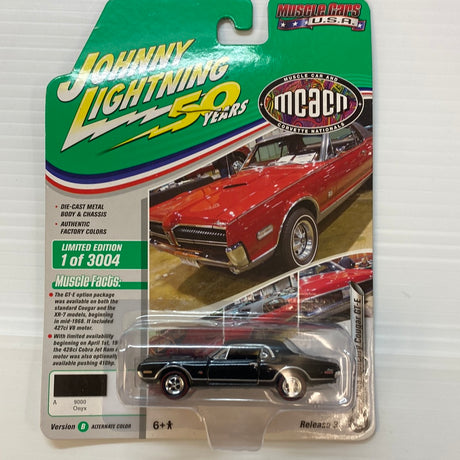 Muscle Cars
U.S.A.
JOHNNY
LIGHTNING
50
YEARS
MUSCLE CAR AND
mcacn
CORVETTE NATIONALS
• DIE-CAST METAL
BODY & CHASSIS
• AUTHENTIC
FACTORY COLORS
LIMITED EDITION
1 of 3004
Muscle Facts:
• The GT-E option package
was available on both the
standard Cougar and the
XR-7 models, beginning
in mid-1968. It included
427ci V8 motor.
• With limited availability
beginning on April 1st,
the 428ci Cobra Jet Ram
motor was also optional
available pushing 410hp.
Cougar GT-E
A
9000
Onyx
Version B ALTERNATE COLOR
6+
Release